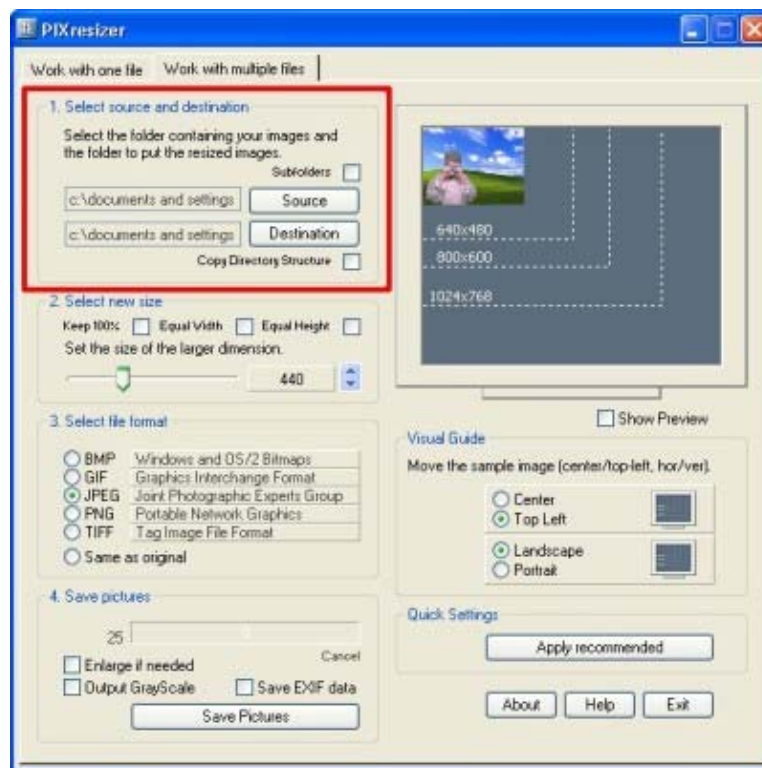 PIXresizer
Work with one file Work with multiple files
1. Select source and destination
Select the folder containing your images and
the folder to put the resized images.
Subfolders
c:\documents and settings Source
c:\documents and settings Destination
Copy Directory Structure
2. Select new size
Keep 100% Equal Width Equal Height
Set the size of the larger dimension.
440
3. Select file format
BMP Windows and OS/2 Bitmaps
GIF Graphics Interchange Format
JPEG Joint Photographic Experts Group
PNG Portable Network Graphics
TIFF Tag Image File Format
Same as original
4. Save pictures
25
Cancel
Enlarge if needed
Output GrayScale Save EXIF data
Save Pictures
640x480
800x600
1024x768
Show Preview
Visual Guide
Move the sample image (center/top-left, hor/ver).
Center
Top Left
Landscape
Portrait
Quick Settings
Apply recommended
About Help Exit